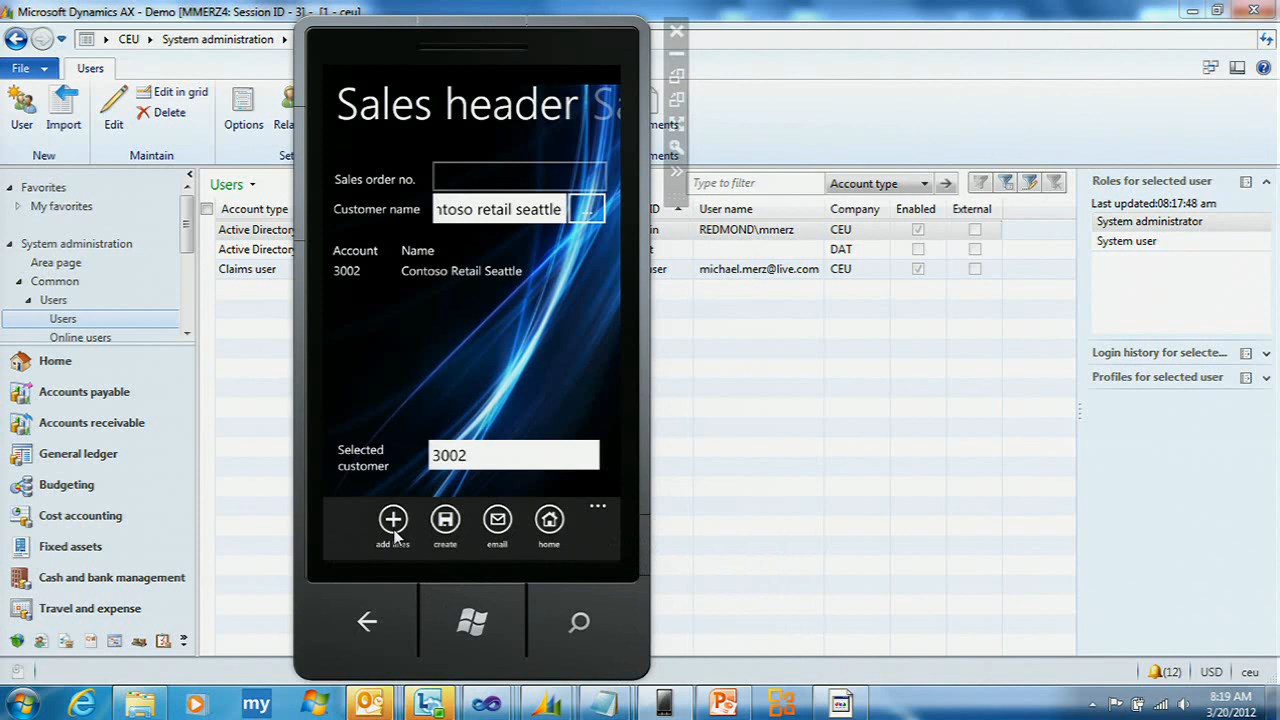 Microsoft Dynamics AX - Demo [MMERZ4: Session ID - 3] - [1 - ceu]
CEU
System administration
File
Users
User
Import
Edit
Edit in grid
Delete
Options
New
Maintain
Favorites
My favorites
System administration
Area page
Common
Users
Users
Online users
Home
Accounts payable
Accounts receivable
General ledger
Budgeting
Cost accounting
Fixed assets
Cash and bank management
Travel and expense
Users
Type to filter
Account type
Account type
User name
Company
Enabled
External
Active Directory
REDMOND\mmerz
CEU
Active Directory
DAT
Claims user
michael.merz@live.com
CEU
Sales header
Sales order no.
Customer name
ntoso retail seattle
...
Account
Name
3002
Contoso Retail Seattle
Selected
customer
3002
add
create
email
home
Roles for selected user
Last updated:08:17:48 am
System administrator
System user
Login history for selecte...
Profiles for selected user
(12)
USD
ceu
my
8:19 AM
3/20/2012